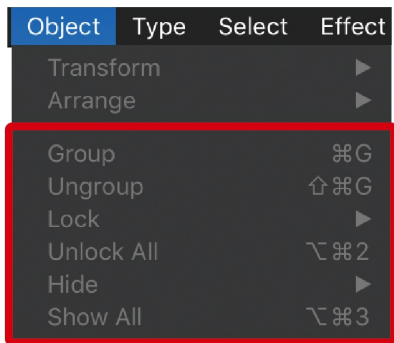 Object Type Select Effect
Transform ▶
Arrange ▶
Group ⌘G
Ungroup ⇧⌘G
Lock ▶
Unlock All ⌥⌘2
Hide ▶
Show All ⌥⌘3